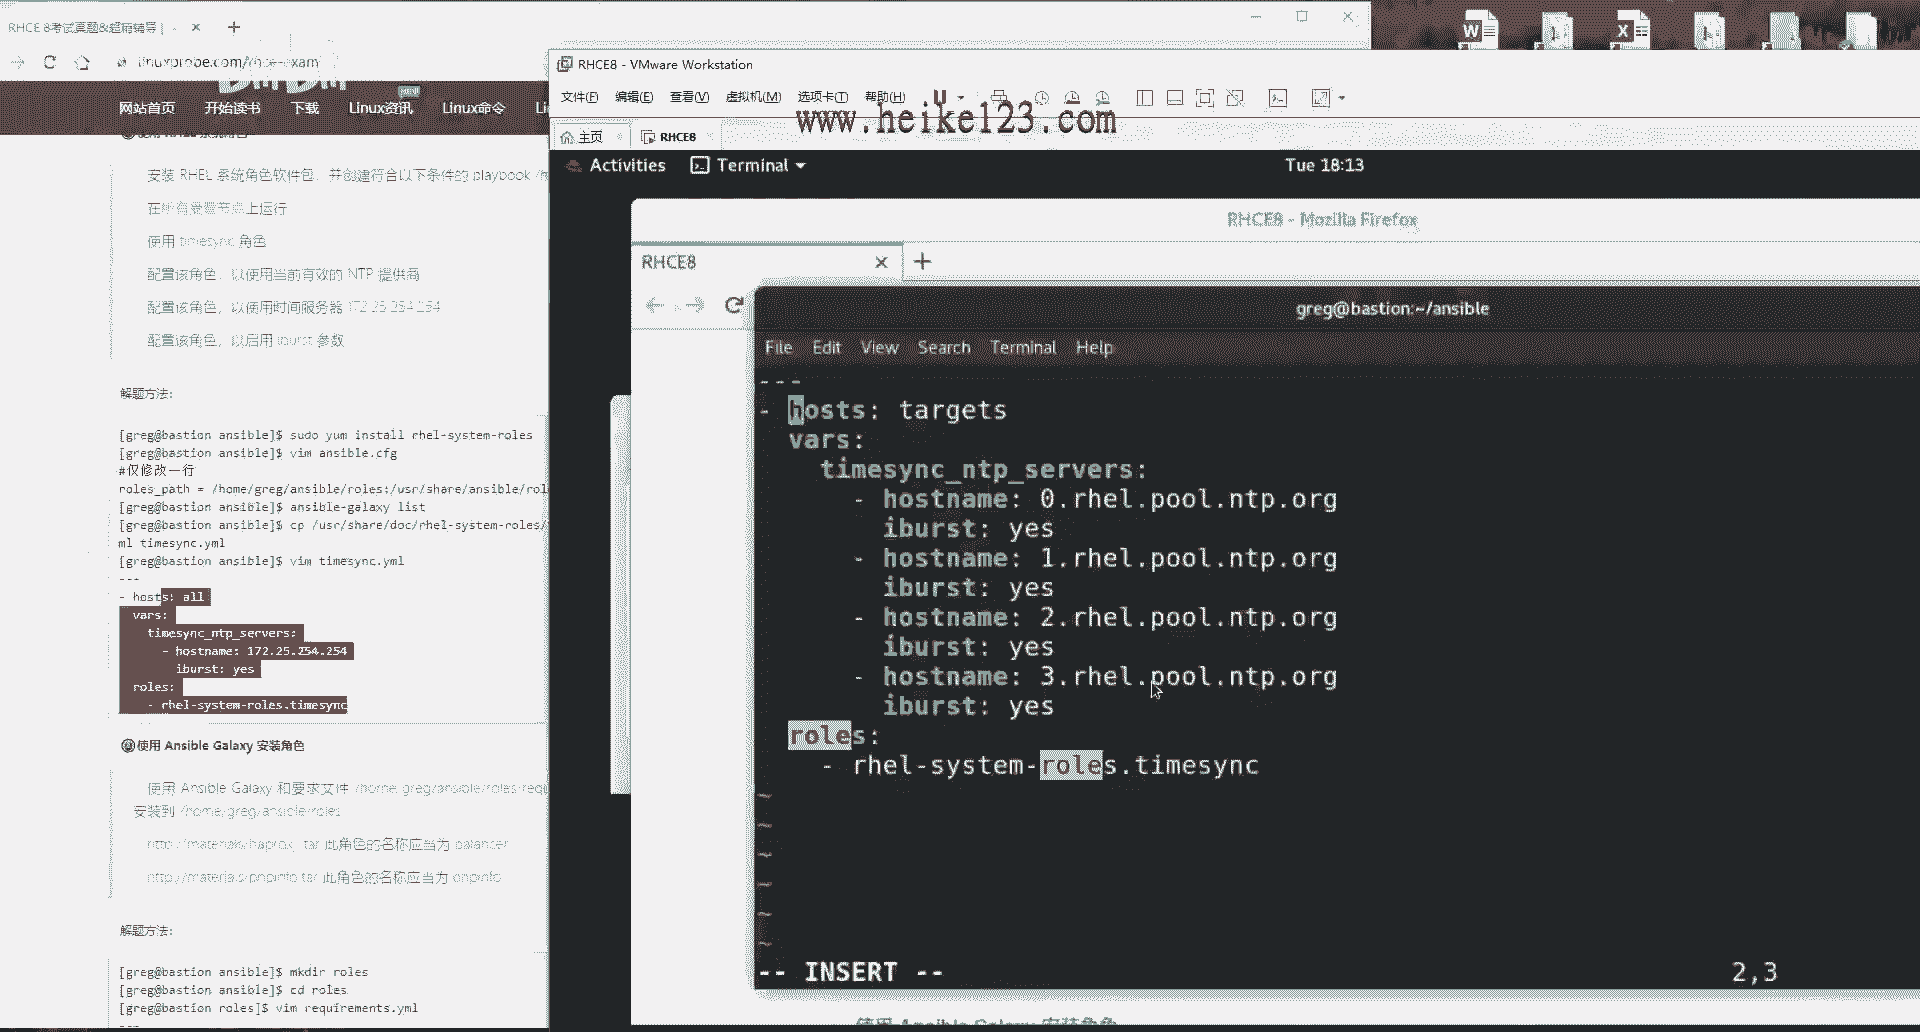 RHCE 8考试真题&超精辅导 |
linuxprobe.com/rhce-exam
网站首页 开始读书 下载 Linux资讯 Linux命令
NEW
安装 RHEL 系统角色软件包，并创建符合以下条件的 playbook
在所有受管节点上运行
使用 timesync 角色
配置该角色，以使用当前有效的 NTP 提供商
配置该角色，以使用时间服务器 172.25.254.254
配置该角色，以启用 iburst 参数
解题方法:
[greg@bastion ansible]$ sudo yum install rhel-system-roles
[greg@bastion ansible]$ vim ansible.cfg
#仅修改一行
roles_path = /home/greg/ansible/roles:/usr/share/ansible/rol
[greg@bastion ansible]$ ansible-galaxy list
[greg@bastion ansible]$ cp /usr/share/doc/rhel-system-roles/
ml timesync.yml
[greg@bastion ansible]$ vim timesync.yml
---
- hosts: all
vars:
timesync_ntp_servers:
- hostname: 172.25.254.254
iburst: yes
roles:
- rhel-system-roles.timesync
使用 Ansible Galaxy 安装角色
使用 Ansible Galaxy 和要求文件 /home/greg/ansible/roles/requ
安装到 /home/greg/ansible/roles
http://materials/haproxy.tar 此角色的名称应当为 balancer
http://materials/phpinfo.tar 此角色的名称应当为 phpinfo
解题方法:
[greg@bastion ansible]$ mkdir roles
[greg@bastion ansible]$ cd roles
[greg@bastion roles]$ vim requirements.yml
---
RHCE8 - VMware Workstation
文件(F) 编辑(E) 查看(V) 虚拟机(M) 选项卡(T) 帮助(H)
www.heike123.com
主页 RHCE8
Activities Terminal Tue 18:13
RHCE8 - Mozilla Firefox
RHCE8
greg@bastion:~/ansible
File Edit View Search Terminal Help
---
- hosts: targets
vars:
timesync_ntp_servers:
- hostname: 0.rhel.pool.ntp.org
iburst: yes
- hostname: 1.rhel.pool.ntp.org
iburst: yes
- hostname: 2.rhel.pool.ntp.org
iburst: yes
- hostname: 3.rhel.pool.ntp.org
iburst: yes
roles:
- rhel-system-roles.timesync
~
~
~
~
~
~
-- INSERT -- 2,3
使用 Ansible Galaxy 安装角色